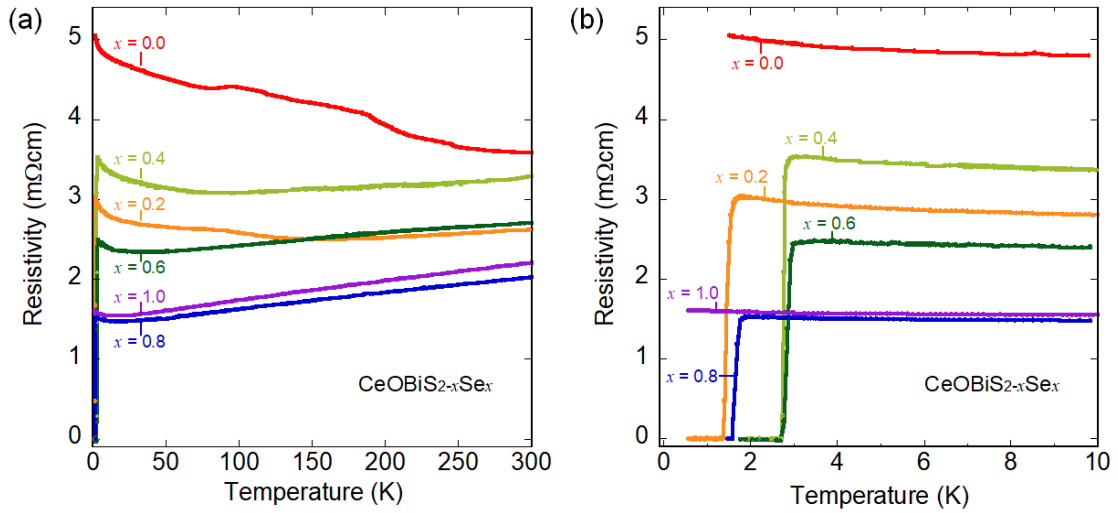 (a)
Resistivity (mΩcm)
5
4
3
2
1
0
x = 0.0
x = 0.4
x = 0.2
x = 0.6
x = 1.0
x = 0.8
CeOBiS2-xSex
0 50 100 150 200 250 300
Temperature (K)
(b)
Resistivity (mΩcm)
5
4
3
2
1
0
x = 0.0
x = 0.4
x = 0.2
x = 0.6
x = 1.0
x = 0.8
CeOBiS2-xSex
0 2 4 6 8 10
Temperature (K)